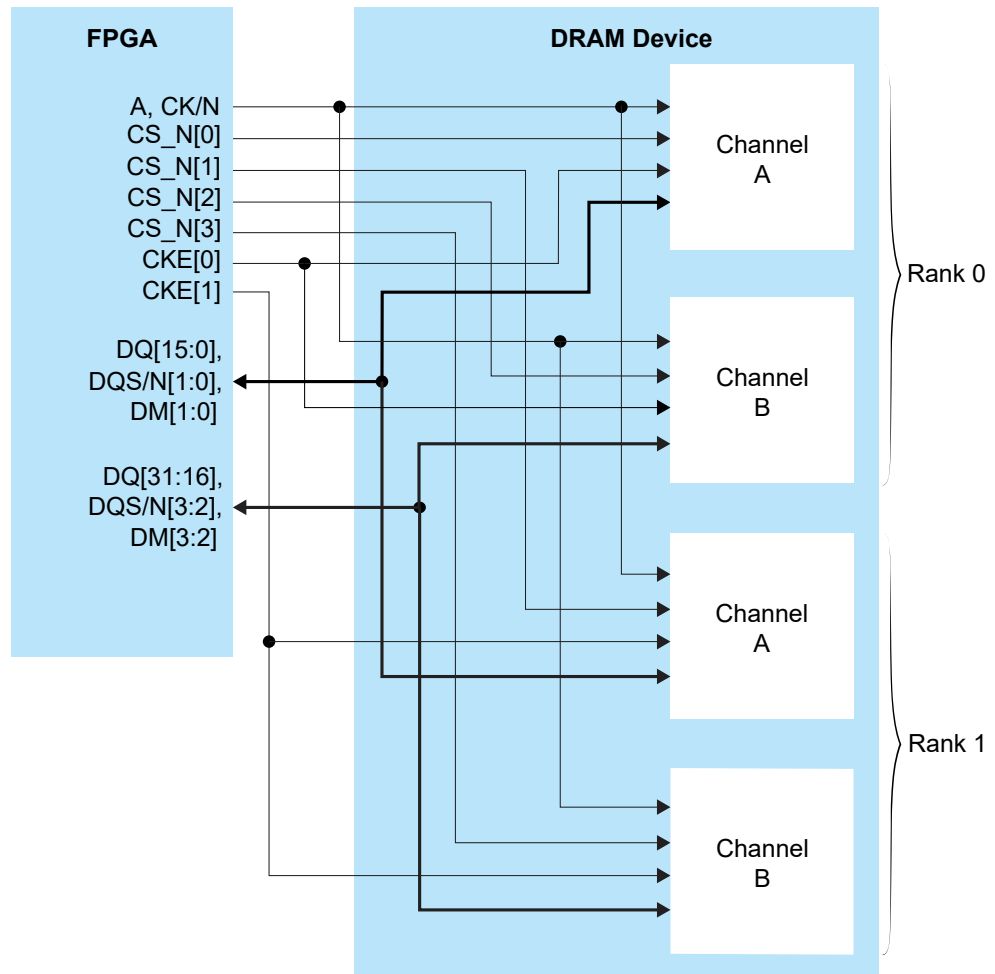 FPGA
A, CK/N
CS_N[0]
CS_N[1]
CS_N[2]
CS_N[3]
CKE[0]
CKE[1]
DQ[15:0],
DQS/N[1:0],
DM[1:0]
DQ[31:16],
DQS/N[3:2],
DM[3:2]
DRAM Device
Channel
A
Channel
B
Rank 0
Channel
A
Channel
B
Rank 1